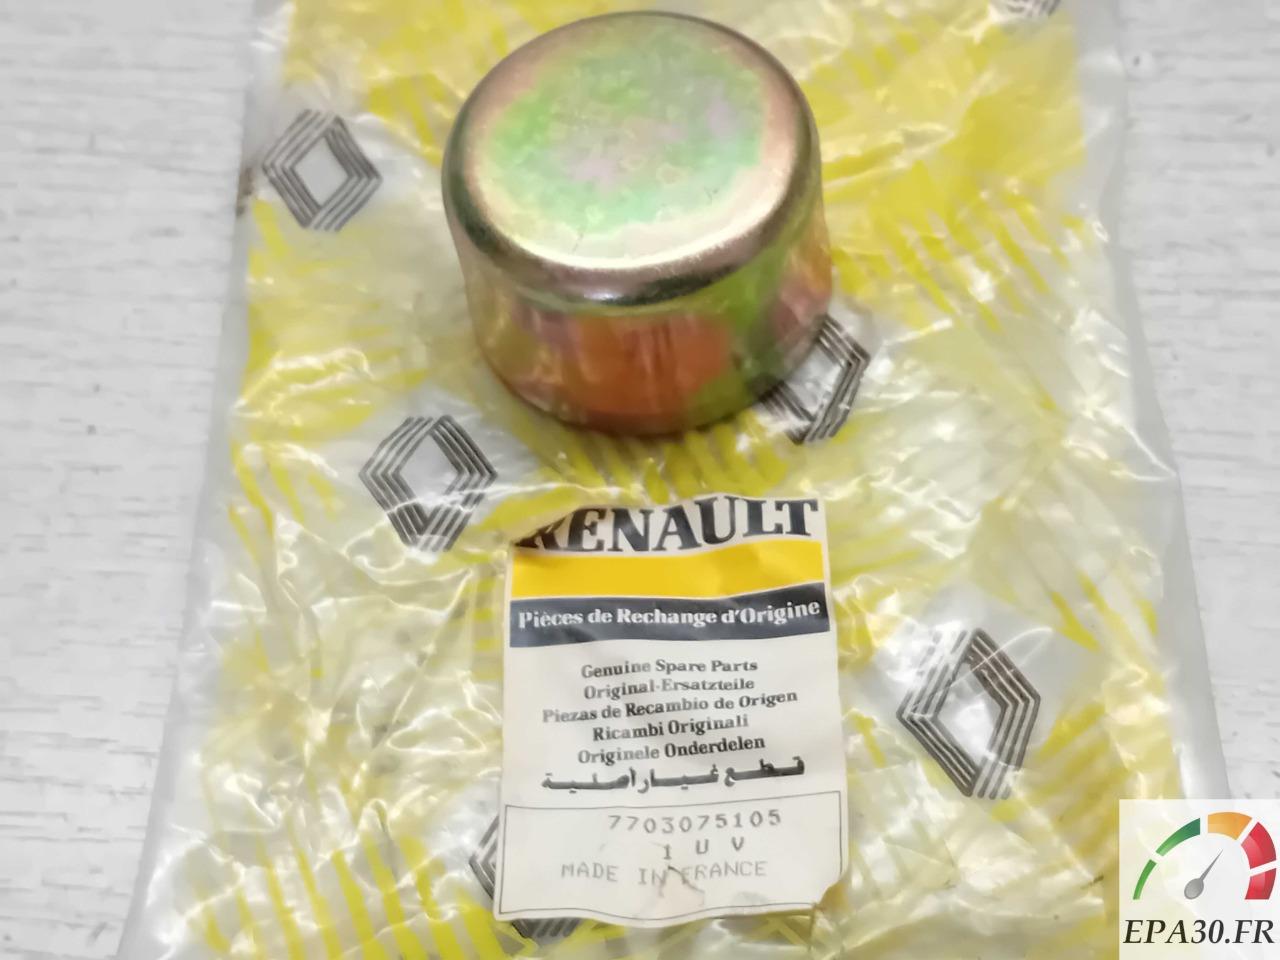 RENAULT
Pièces de Rechange d'Origine
Genuine Spare Parts
Original-Ersatzteile
Piezas de Recambio de Origen
Ricambi Originali
Originele Onderdelen
قطع غيار أصلية
7703075105
1 U V
MADE IN FRANCE
EPA30.FR